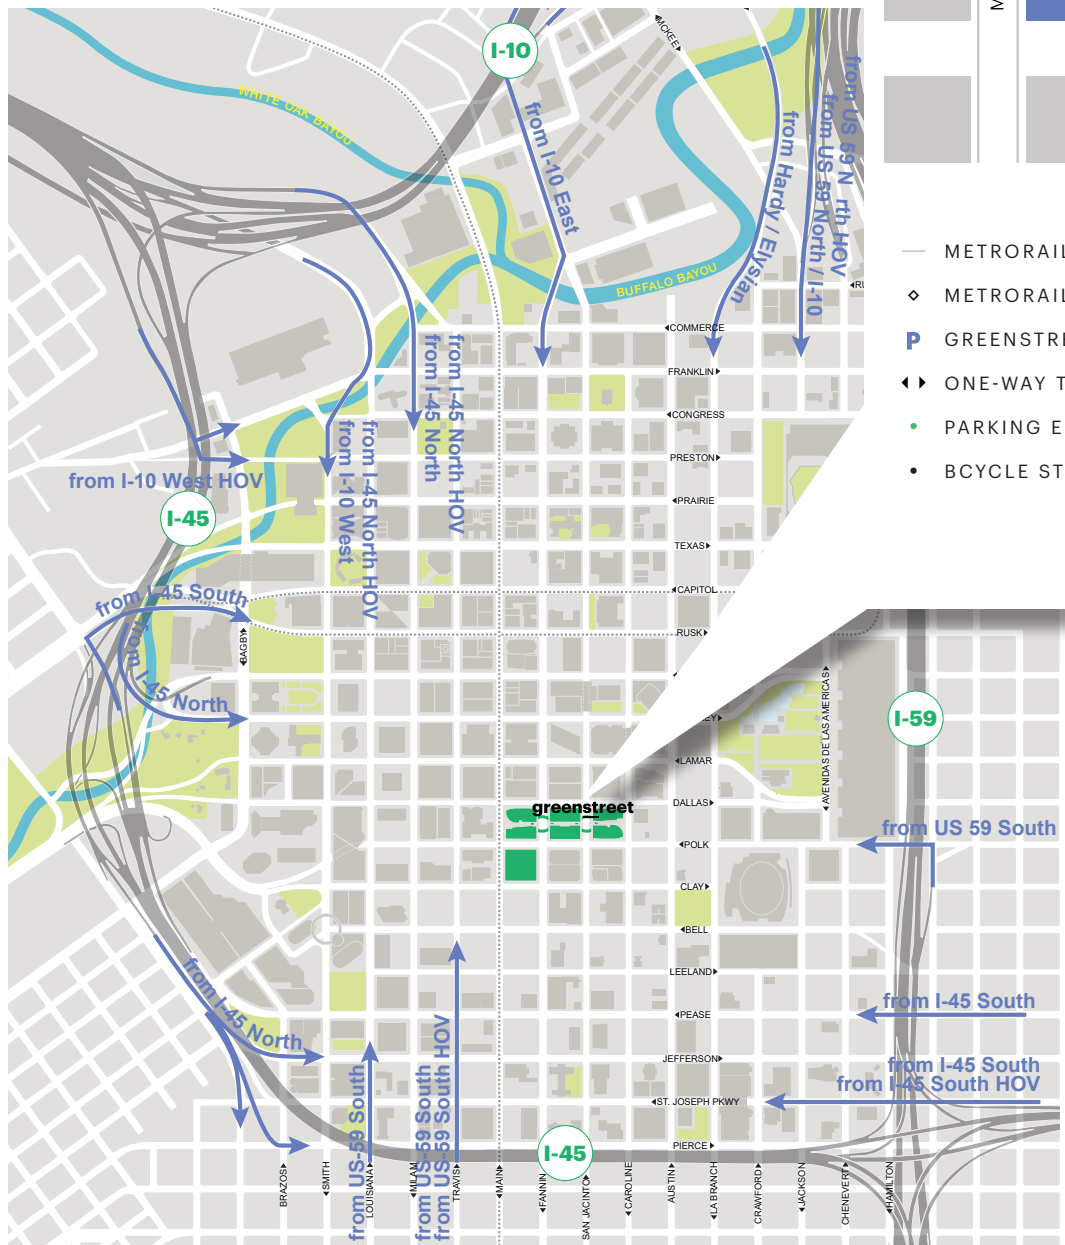 I-10
MCKEE
WHITE OAK BAYOU
from I-10 East
from Hardy / Elysian
from US 59 North / I-10
from US 59 N rth HOV
BUFFALO BAYOU
M
METRORAIL
METRORAIL
P GREENSTRE
ONE-WAY T
PARKING E
BCYCLE ST
COMMERCE
FRANKLIN
CONGRESS
PRESTON
PRAIRIE
TEXAS
CAPITOL
RUSK
LAMAR
DALLAS
POLK
CLAY
BELL
LEELAND
PEASE
JEFFERSON
ST. JOSEPH PKWY
PIERCE
from I-45 North
from I-45 North HOV
from I-10 West
from I-45 North HOV
from I-10 West HOV
I-45
from I-45 South
from I-45 North
BAGBY
AVENIDAS DE LAS AMERICAS
I-59
greenstreet
from US 59 South
from I-45 South
from I-45 South
from I-45 South HOV
from I-45 North
from US-59 South
from US-59 South
from US-59 South HOV
I-45
BRAZOS
SMITH
LOUISIANA
MILAM
TRAVIS
MAIN
FANNIN
SAN JACINTO
CAROLINE
AUSTIN
LA BRANCH
CRAWFORD
JACKSON
CHENEVERT
HAMILTON